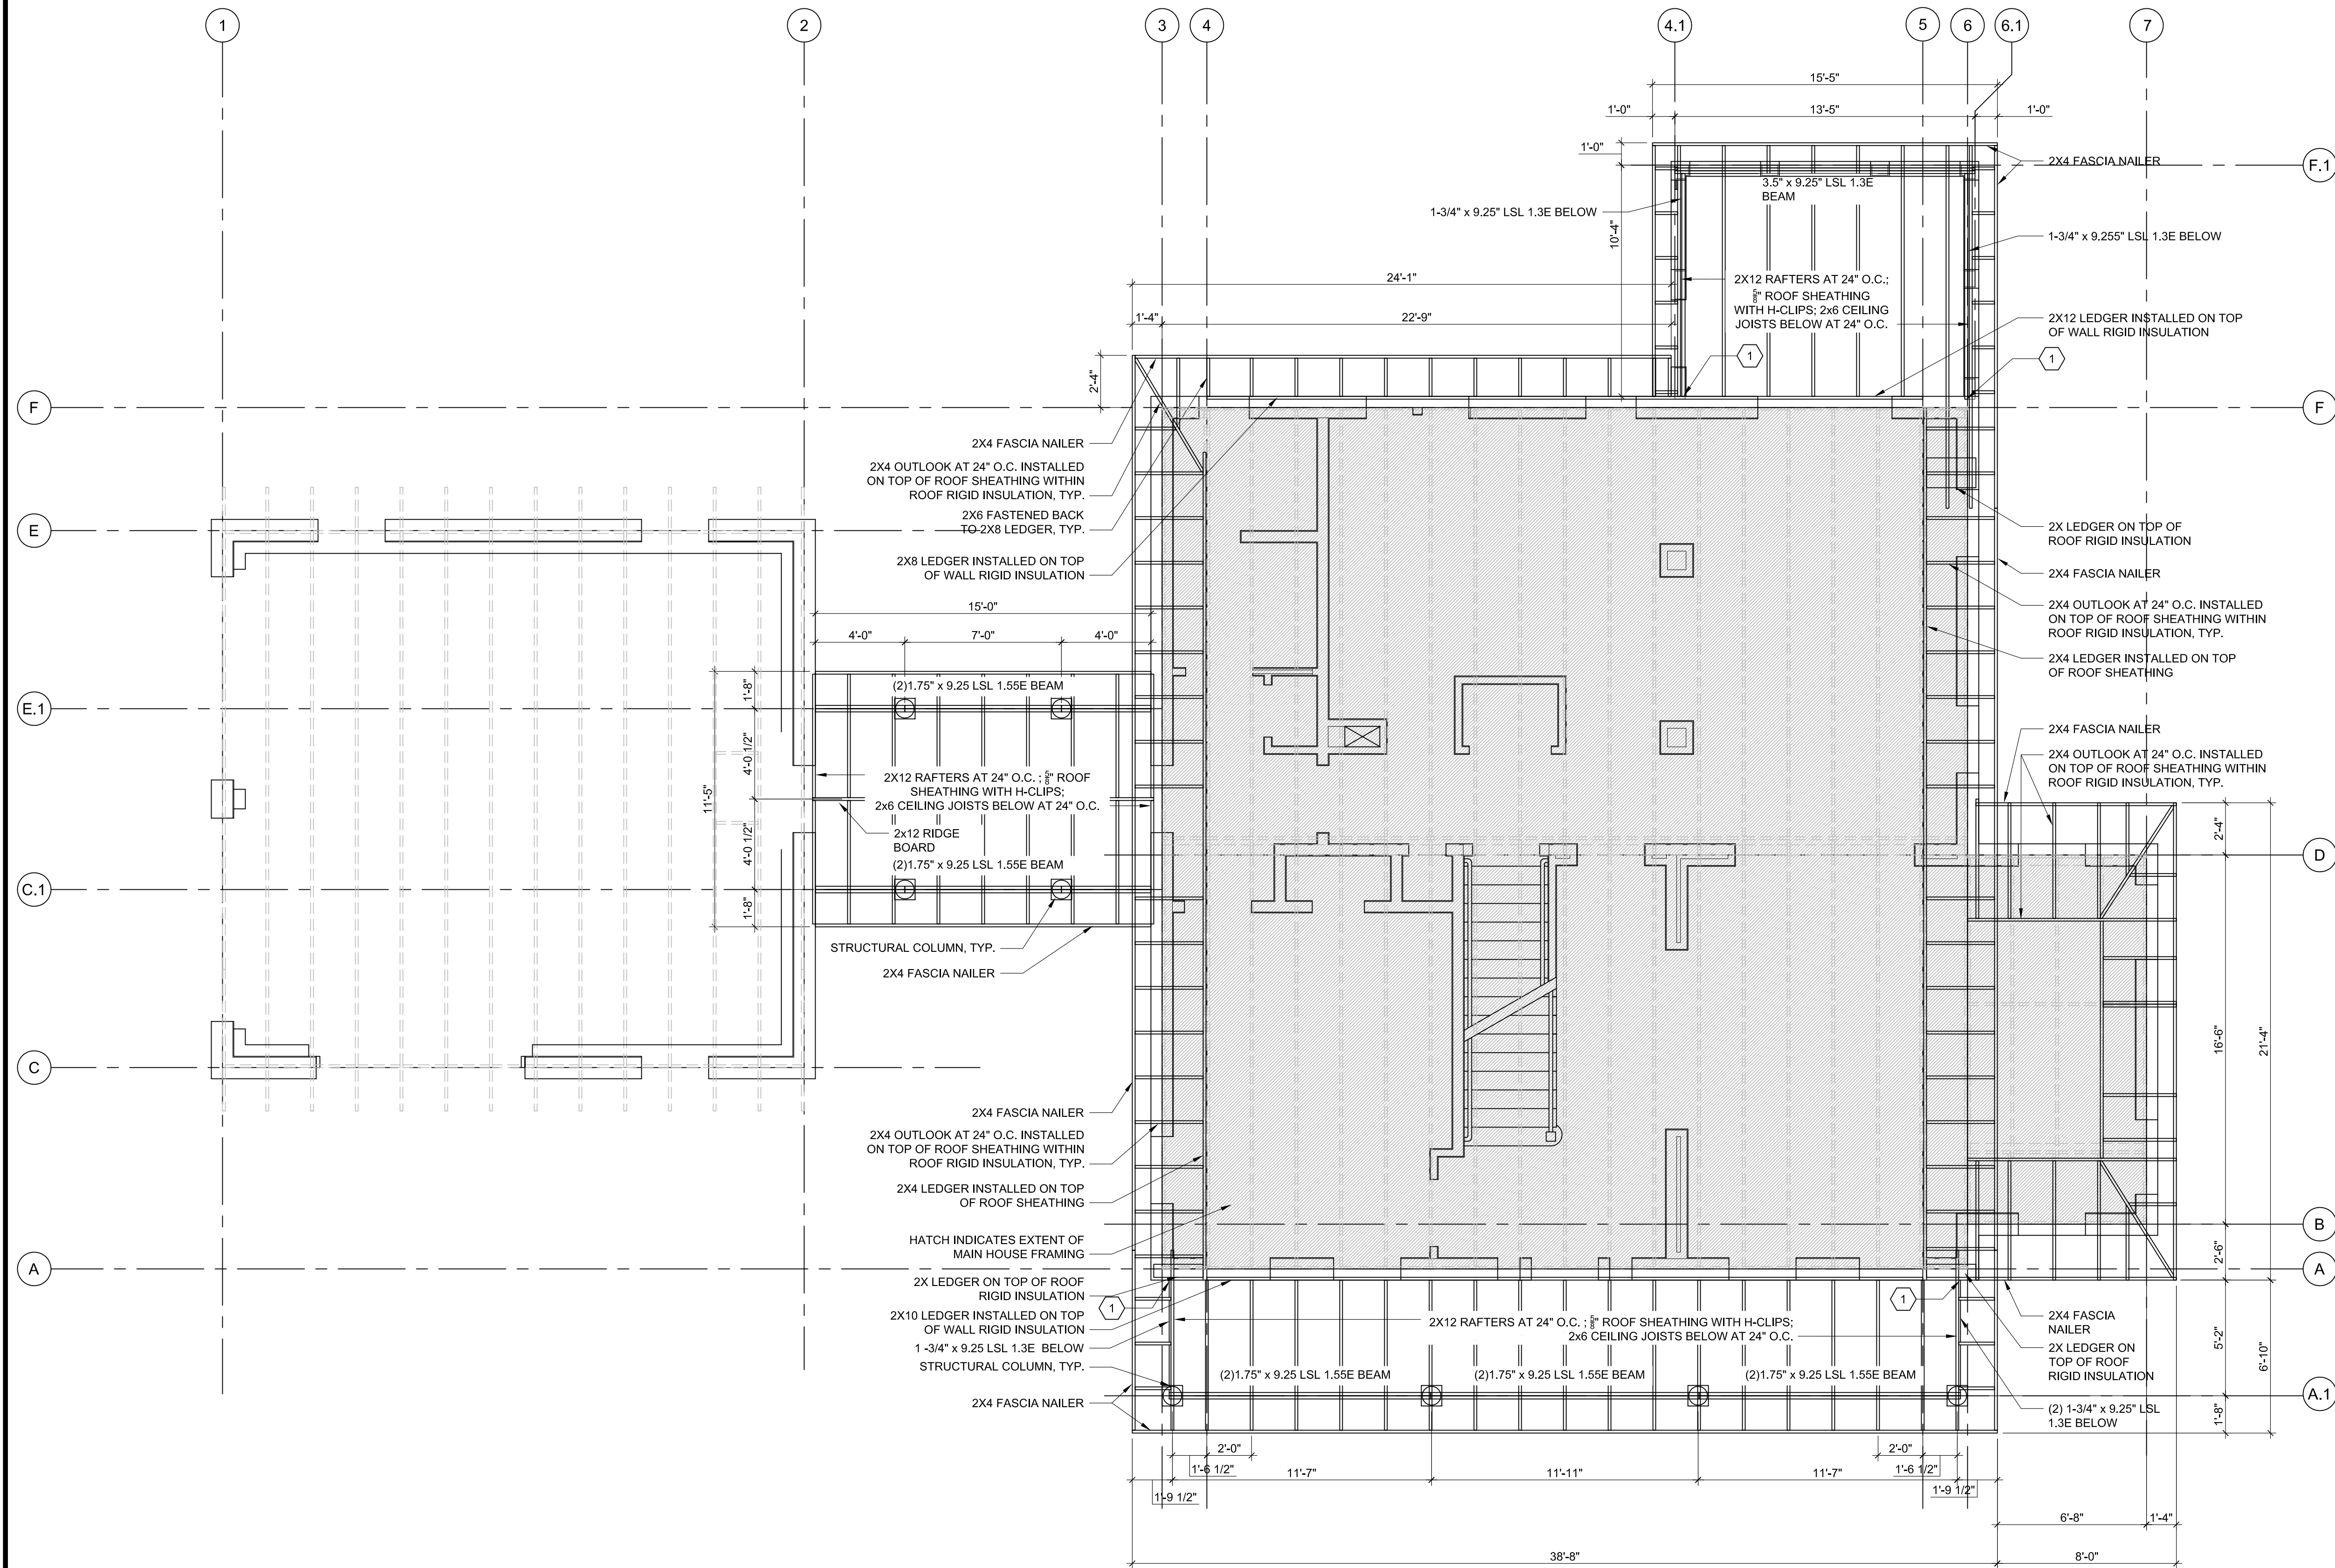 1
2
3
4
4.1
5
6
6.1
7
15'-5"
1'-0"
13'-5"
1'-0"
1'-0"
2X4 FASCIA NAILER
F.1
3.5" x 9.25" LSL 1.3E
BEAM
1-3/4" x 9.25" LSL 1.3E BELOW
10'-4"
1-3/4" x 9.255" LSL 1.3E BELOW
24'-1"
2X12 RAFTERS AT 24" O.C.;
5/8" ROOF SHEATHING
WITH H-CLIPS; 2x6 CEILING
JOISTS BELOW AT 24" O.C.
1'-4"
22'-9"
2X12 LEDGER INSTALLED ON TOP
OF WALL RIGID INSULATION
1
1
2'-4"
F
F
2X4 FASCIA NAILER
2X4 OUTLOOK AT 24" O.C. INSTALLED
ON TOP OF ROOF SHEATHING WITHIN
ROOF RIGID INSULATION, TYP.
2X6 FASTENED BACK
TO 2X8 LEDGER, TYP.
2X8 LEDGER INSTALLED ON TOP
OF WALL RIGID INSULATION
E
2X LEDGER ON TOP OF
ROOF RIGID INSULATION
2X4 FASCIA NAILER
2X4 OUTLOOK AT 24" O.C. INSTALLED
ON TOP OF ROOF SHEATHING WITHIN
ROOF RIGID INSULATION, TYP.
2X4 LEDGER INSTALLED ON TOP
OF ROOF SHEATHING
15'-0"
4'-0"
7'-0"
4'-0"
1'-8"
(2)1.75" x 9.25 LSL 1.55E BEAM
E.1
2X4 FASCIA NAILER
2X4 OUTLOOK AT 24" O.C. INSTALLED
ON TOP OF ROOF SHEATHING WITHIN
ROOF RIGID INSULATION, TYP.
4'-0 1/2"
11'-5"
2X12 RAFTERS AT 24" O.C. ; 5/8" ROOF
SHEATHING WITH H-CLIPS;
2x6 CEILING JOISTS BELOW AT 24" O.C.
2x12 RIDGE
BOARD
4'-0 1/2"
(2)1.75" x 9.25 LSL 1.55E BEAM
2'-4"
D
C.1
1'-8"
STRUCTURAL COLUMN, TYP.
2X4 FASCIA NAILER
16'-6"
21'-4"
C
2X4 FASCIA NAILER
2X4 OUTLOOK AT 24" O.C. INSTALLED
ON TOP OF ROOF SHEATHING WITHIN
ROOF RIGID INSULATION, TYP.
2X4 LEDGER INSTALLED ON TOP
OF ROOF SHEATHING
HATCH INDICATES EXTENT OF
MAIN HOUSE FRAMING
B
2'-6"
A
A
2X LEDGER ON TOP OF ROOF
RIGID INSULATION
1
2X10 LEDGER INSTALLED ON TOP
OF WALL RIGID INSULATION
1 -3/4" x 9.25 LSL 1.3E BELOW
STRUCTURAL COLUMN, TYP.
2X4 FASCIA NAILER
1
2X12 RAFTERS AT 24" O.C. ; 5/8" ROOF SHEATHING WITH H-CLIPS;
2x6 CEILING JOISTS BELOW AT 24" O.C.
(2)1.75" x 9.25 LSL 1.55E BEAM
(2)1.75" x 9.25 LSL 1.55E BEAM
(2)1.75" x 9.25 LSL 1.55E BEAM
2X4 FASCIA
NAILER
2X LEDGER ON
TOP OF ROOF
RIGID INSULATION
(2) 1-3/4" x 9.25" LSL
1.3E BELOW
5'-2"
6'-10"
A.1
1'-8"
2'-0"
2'-0"
1'-6 1/2"
11'-7"
11'-11"
11'-7"
1'-6 1/2"
1'-9 1/2"
1'-9 1/2"
6'-8"
1'-4"
38'-8"
8'-0"